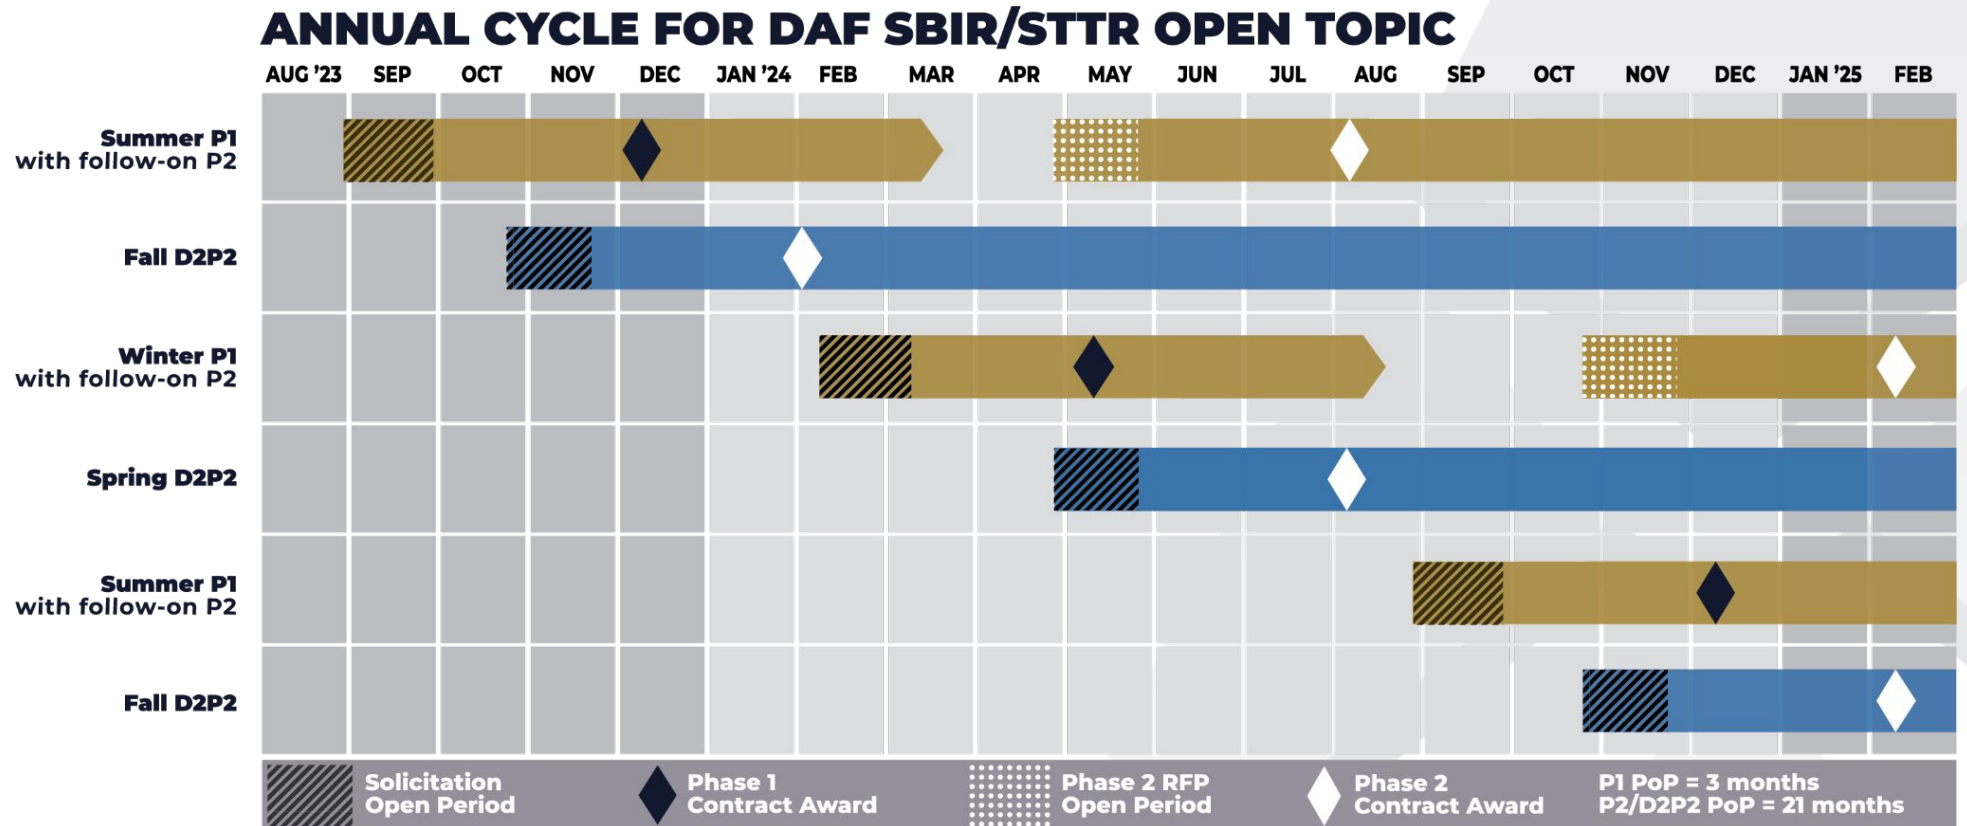 ANNUAL CYCLE FOR DAF SBIR/STTR OPEN TOPIC
AUG ’23 SEP OCT NOV DEC JAN ’24 FEB MAR APR MAY JUN JUL AUG SEP OCT NOV DEC JAN ’25 FEB
Summer P1
with follow-on P2
Fall D2P2
Winter P1
with follow-on P2
Spring D2P2
Summer P1
with follow-on P2
Fall D2P2
Solicitation
Open Period
Phase 1
Contract Award
Phase 2 RFP
Open Period
Phase 2
Contract Award
P1 PoP = 3 months
P2/D2P2 PoP = 21 months